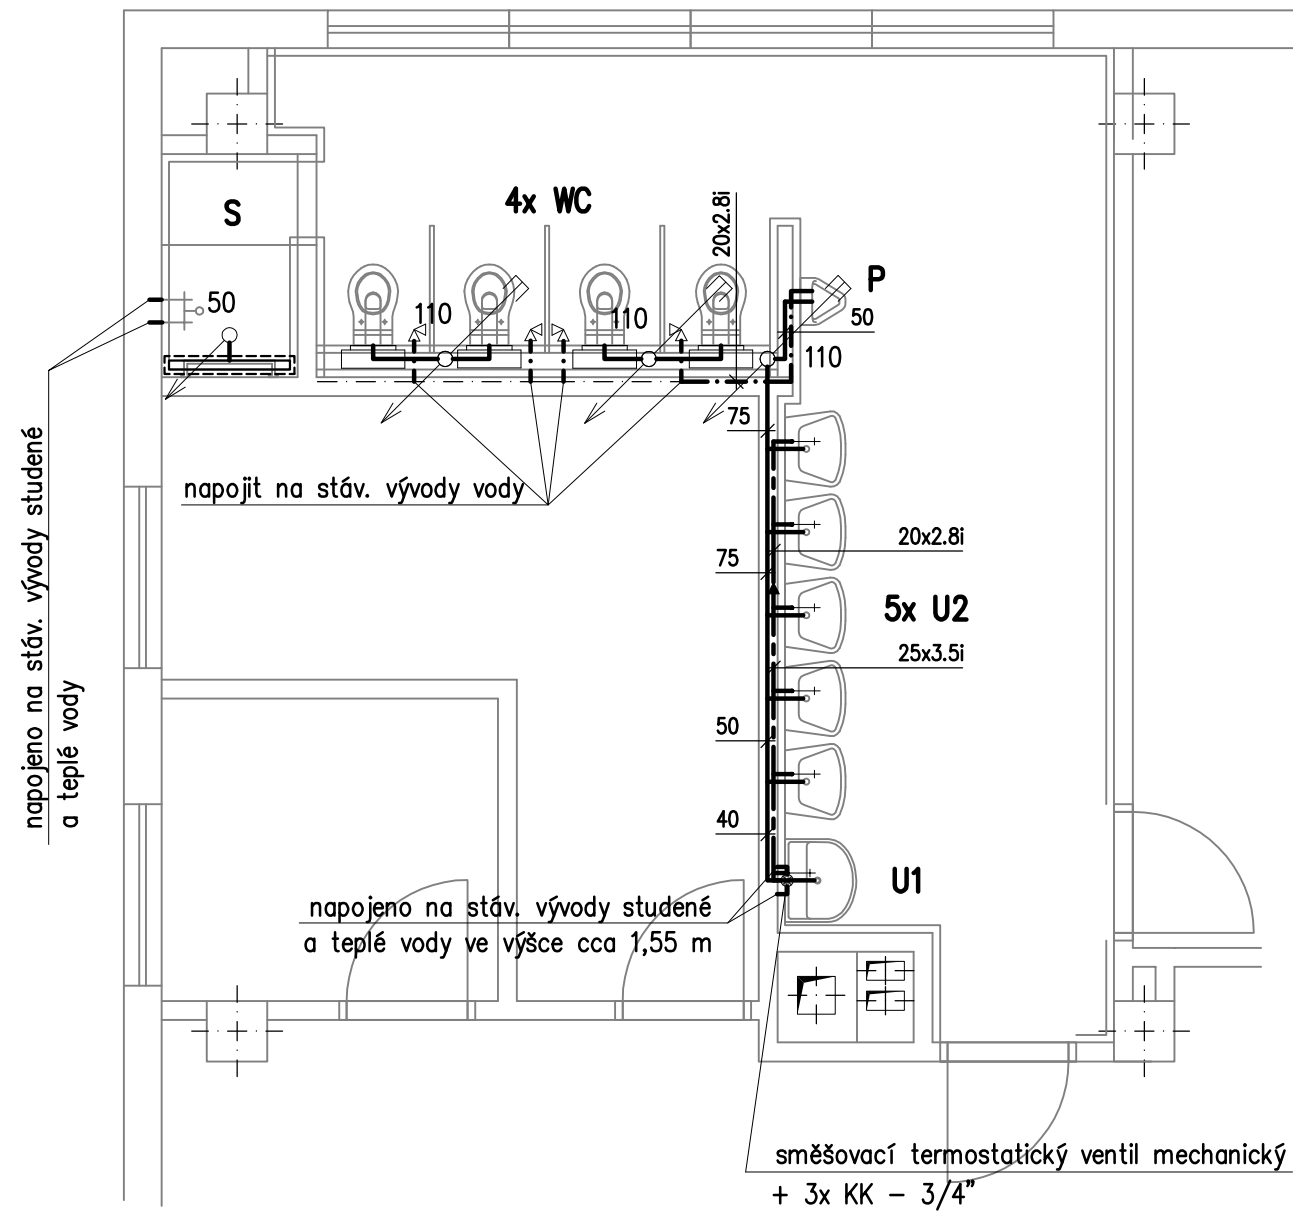 4x WC
20x2.8i
S
P
50
110
110
50
110
75
napojit na stáv. vývody vody
napojeno na stáv. vývody studené
a teplé vody
20x2.8i
75
5x U2
25x3.5i
50
40
U1
napojeno na stáv. vývody studené
a teplé vody ve výšce cca 1,55 m
směšovací termostatický ventil mechanický
+ 3x KK – 3/4"